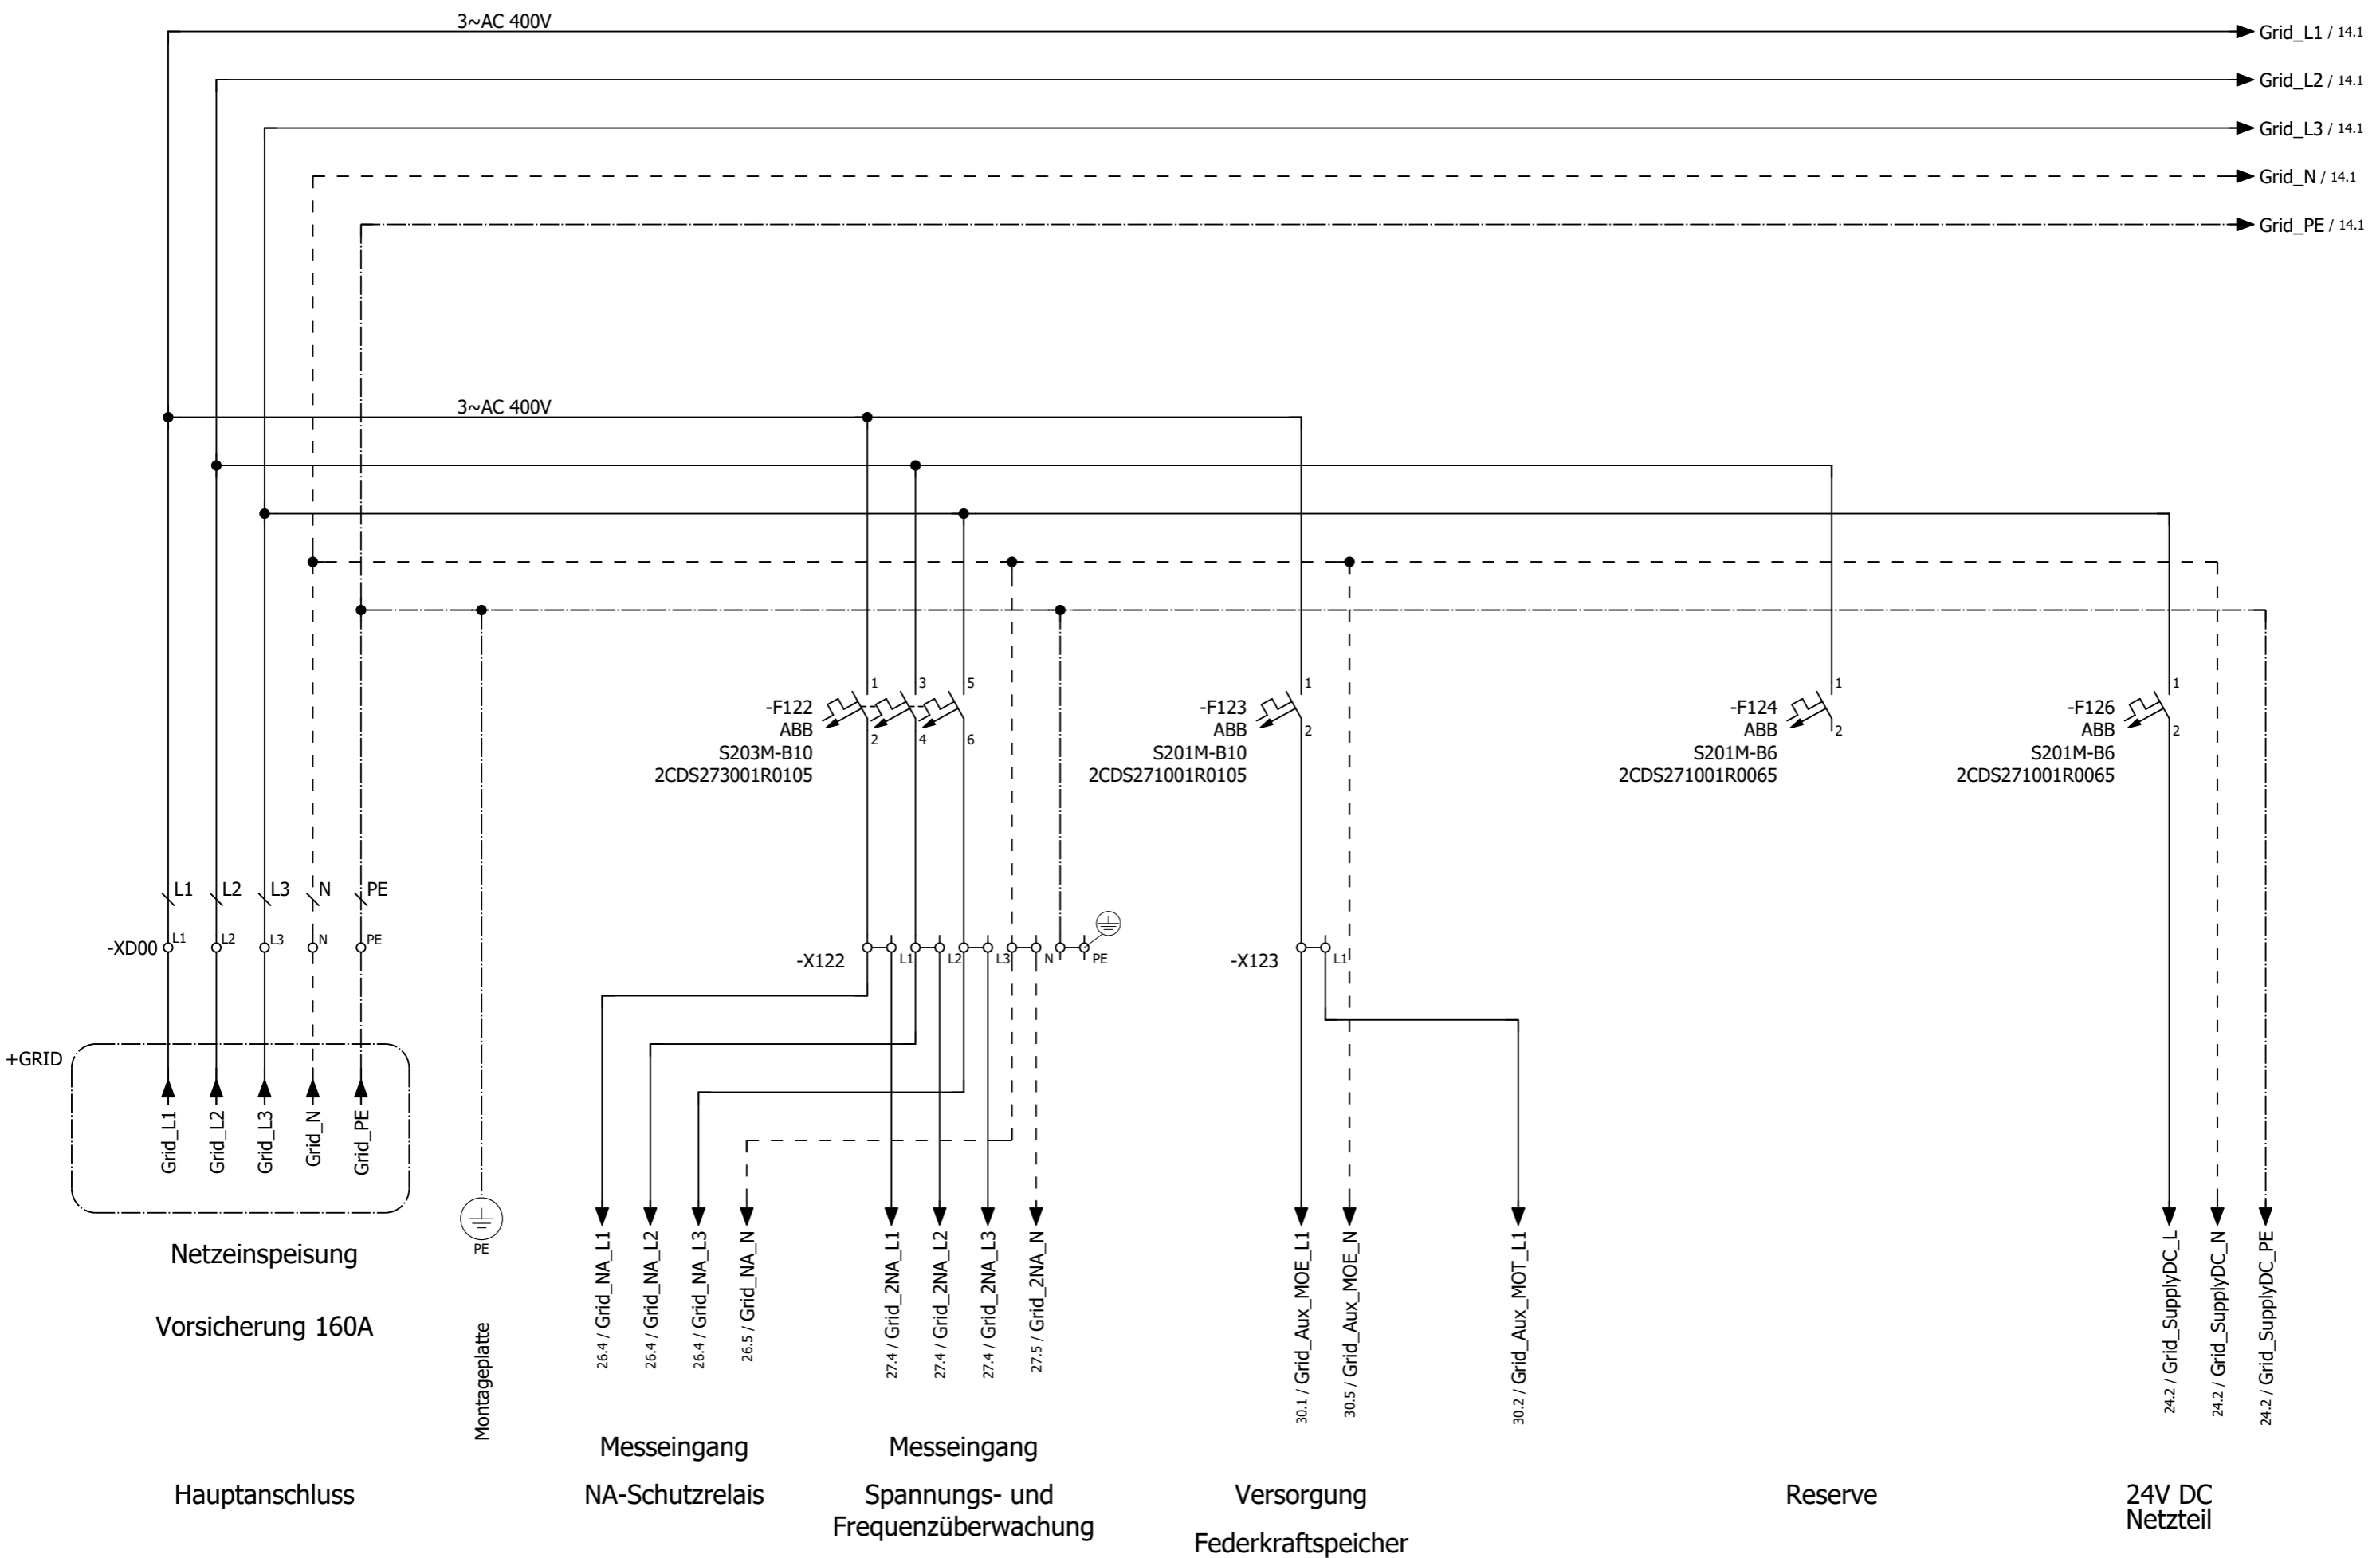 3~AC 400V
Grid_L1 / 14.1
Grid_L2 / 14.1
Grid_L3 / 14.1
Grid_N / 14.1
Grid_PE / 14.1
3~AC 400V
-F122
ABB
S203M-B10
2CDS273001R0105
1
2
3
4
5
6
-F123
ABB
S201M-B10
2CDS271001R0105
1
2
-F124
ABB
S201M-B6
2CDS271001R0065
1
2
-F126
ABB
S201M-B6
2CDS271001R0065
1
2
L1
L2
L3
N
PE
-XD00
L1
L2
L3
N
PE
-X122
L1
L2
L3
N
PE
-X123
L1
+GRID
Grid_L1
Grid_L2
Grid_L3
Grid_N
Grid_PE
PE
Montageplatte
26.4 / Grid_NA_L1
26.4 / Grid_NA_L2
26.4 / Grid_NA_L3
26.5 / Grid_NA_N
27.4 / Grid_2NA_L1
27.4 / Grid_2NA_L2
27.4 / Grid_2NA_L3
27.5 / Grid_2NA_N
30.1 / Grid_Aux_MOE_L1
30.5 / Grid_Aux_MOE_N
30.2 / Grid_Aux_MOT_L1
24.2 / Grid_SupplyDC_L
24.2 / Grid_SupplyDC_N
24.2 / Grid_SupplyDC_PE
Netzeinspeisung
Vorsicherung 160A
Hauptanschluss
Messeingang
NA-Schutzrelais
Messeingang
Spannungs- und
Frequenzüberwachung
Versorgung
Federkraftspeicher
Reserve
24V DC
Netzteil